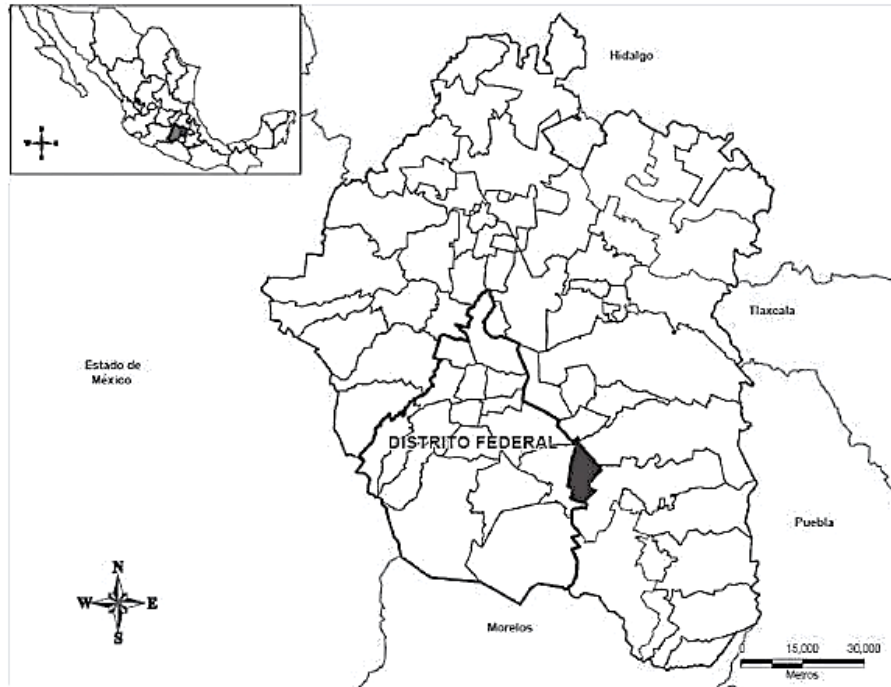 N
Hidalgo
Tlaxcala
Estado de
México
DISTRITO FEDERAL
Puebla
N
W E
S
Morelos
0 15,000 30,000
Metros